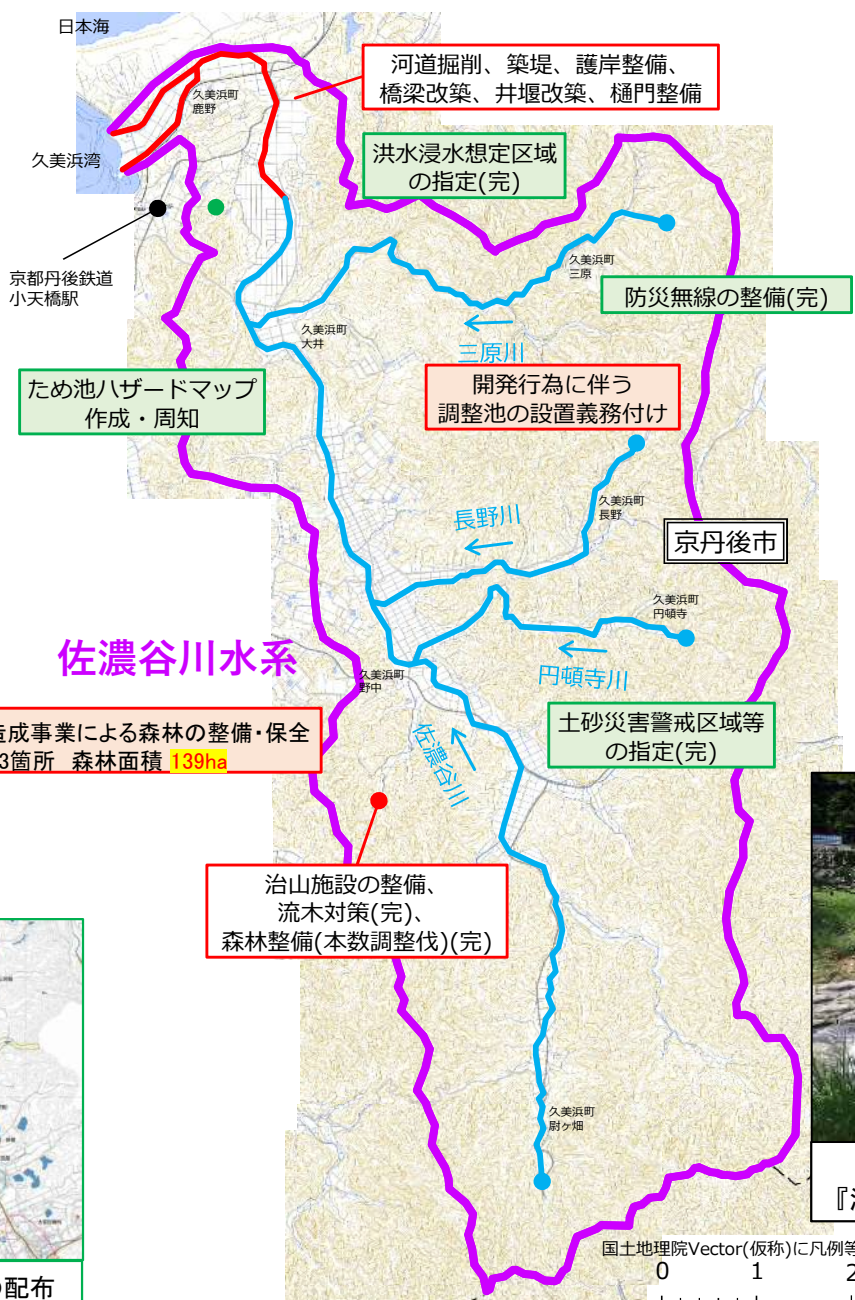 日本海
河道掘削、築堤、護岸整備、
橋梁改築、井堰改築、樋門整備
久美浜町
鹿野
久美浜湾
洪水浸水想定区域
の指定(完)
京都丹後鉄道
小天橋駅
久美浜町
三原
防災無線の整備(完)
久美浜町
大井
三原川
ため池ハザードマップ
作成・周知
開発行為に伴う
調整池の設置義務付け
久美浜町
長野
長野川
京丹後市
久美浜町
円頓寺
円頓寺川
佐濃谷川水系
久美浜町
野中
造成事業による森林の整備・保全
3箇所 森林面積 139ha
佐濃谷川
土砂災害警戒区域等
の指定(完)
治山施設の整備、
流木対策(完)、
森林整備(本数調整伐)(完)
久美浜町
尉ヶ畑
国土地理院Vector(仮称)に凡例等
0 1 2
の配布